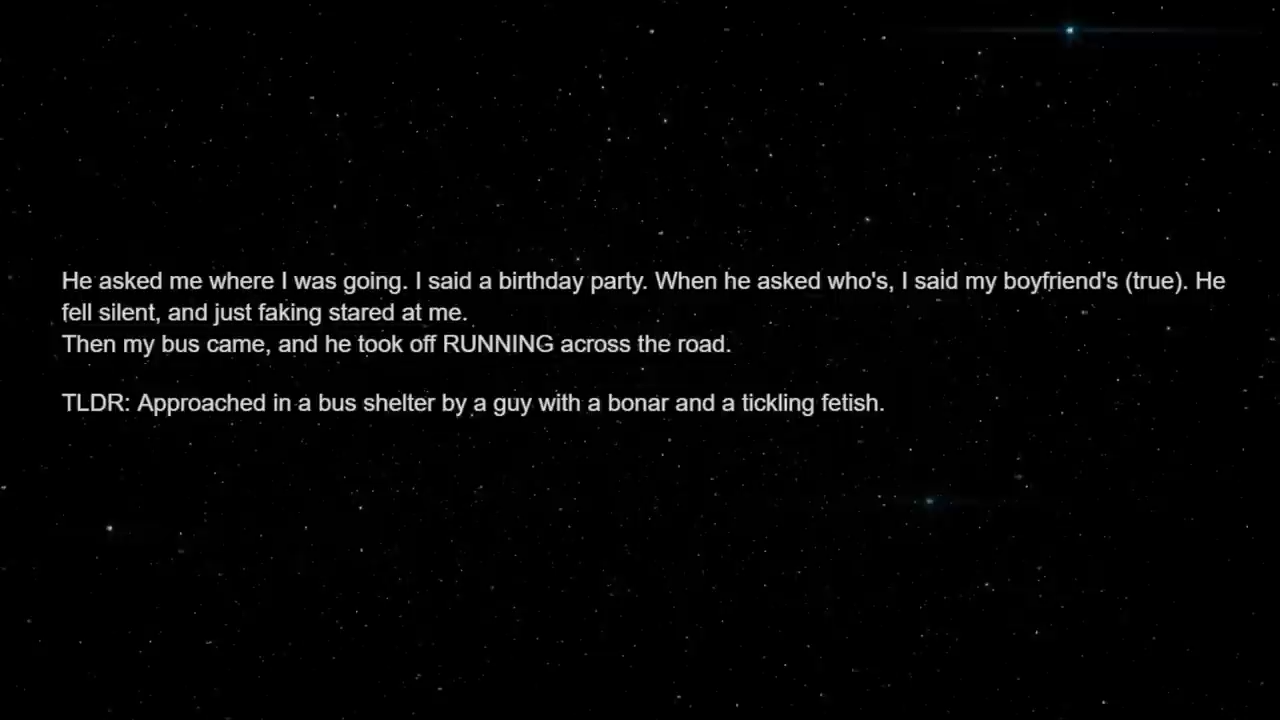 He asked me where I was going. I said a birthday party. When he asked who's, I said my boyfriend's (true). He
fell silent, and just faking stared at me.
Then my bus came, and he took off RUNNING across the road.
TLDR: Approached in a bus shelter by a guy with a bonar and a tickling fetish.